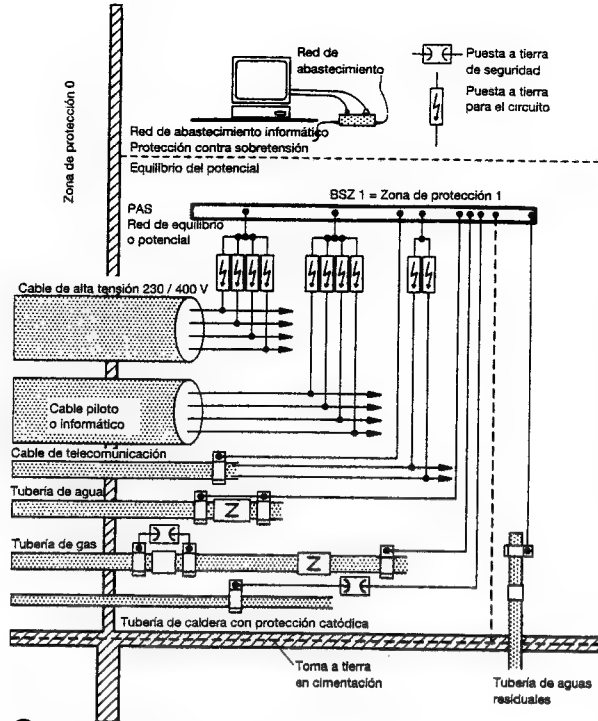 Zona de protección 0
Red de
abastecimiento
Puesta a tierra
de seguridad
Puesta a tierra
para el circuito
Red de abastecimiento informático
Protección contra sobretensión
Equilibrio del potencial
BSZ 1 = Zona de protección 1
PAS
Red de equilibrio
o potencial
Cable de alta tensión 230 / 400 V
Cable piloto
o informático
Cable de telecomunicación
Tubería de agua
Z
Tubería de gas
Z
Tubería de caldera con protección catódica
Toma a tierra
en cimentación
Tubería de aguas
residuales